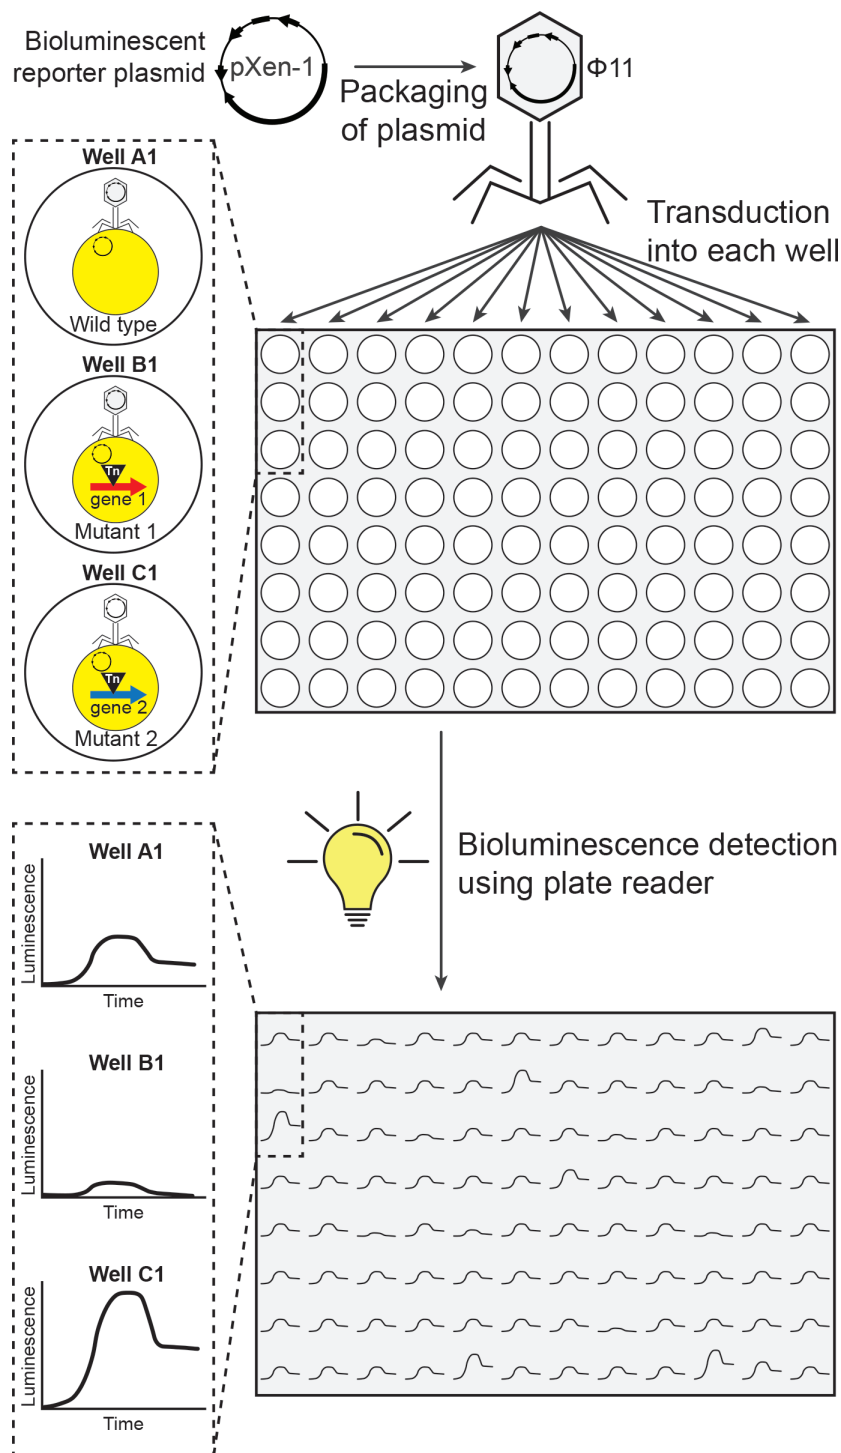 Bioluminescent
reporter plasmid
pXen-1
Packaging
of plasmid
Φ11
Transduction
into each well
Well A1
Wild type
Well B1
Tn
gene 1
Mutant 1
Well C1
Tn
gene 2
Mutant 2
Bioluminescence detection
using plate reader
Well A1
Luminescence
Time
Well B1
Luminescence
Time
Well C1
Luminescence
Time